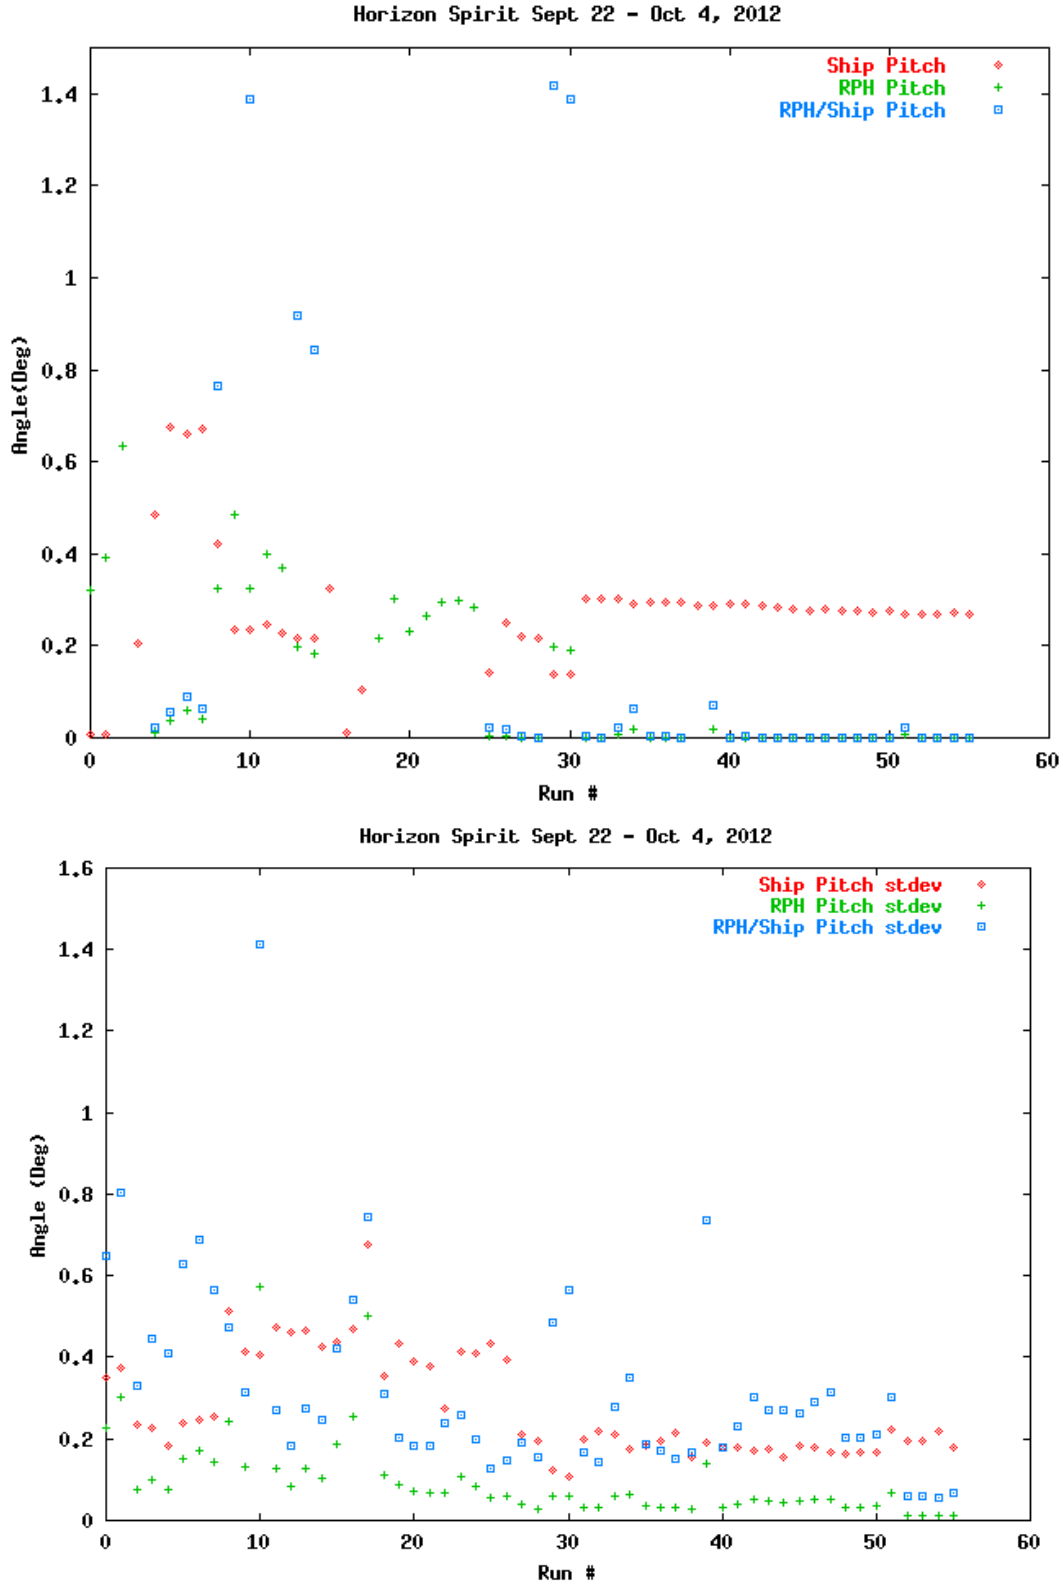 Horizon Spirit Sept 22 - Oct 4, 2012
Ship Pitch
RPH Pitch
RPH/Ship Pitch
1.4
1.2
1
0.8
0.6
0.4
0.2
0
Angle(Deg)
0 10 20 30 40 50 60
Run #
Horizon Spirit Sept 22 - Oct 4, 2012
Ship Pitch stdev
RPH Pitch stdev
RPH/Ship Pitch stdev
1.6
1.4
1.2
1
0.8
0.6
0.4
0.2
0
Angle (Deg)
0 10 20 30 40 50 60
Run #